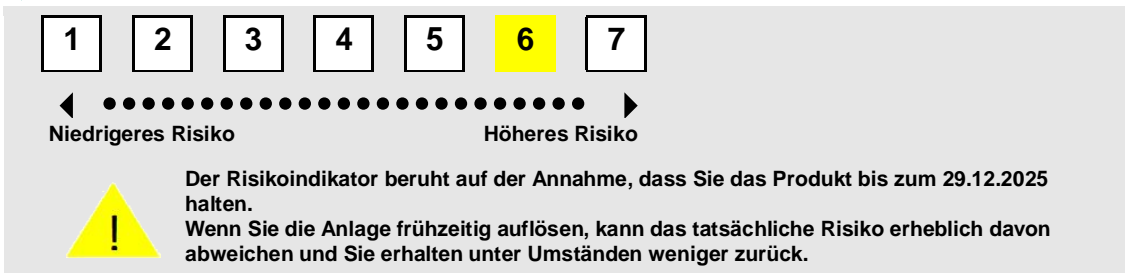 1 2 3 4 5 6 7
Niedrigeres Risiko Höheres Risiko
Der Risikoindikator beruht auf der Annahme, dass Sie das Produkt bis zum 29.12.2025
halten.
Wenn Sie die Anlage frühzeitig auflösen, kann das tatsächliche Risiko erheblich davon
abweichen und Sie erhalten unter Umständen weniger zurück.
!